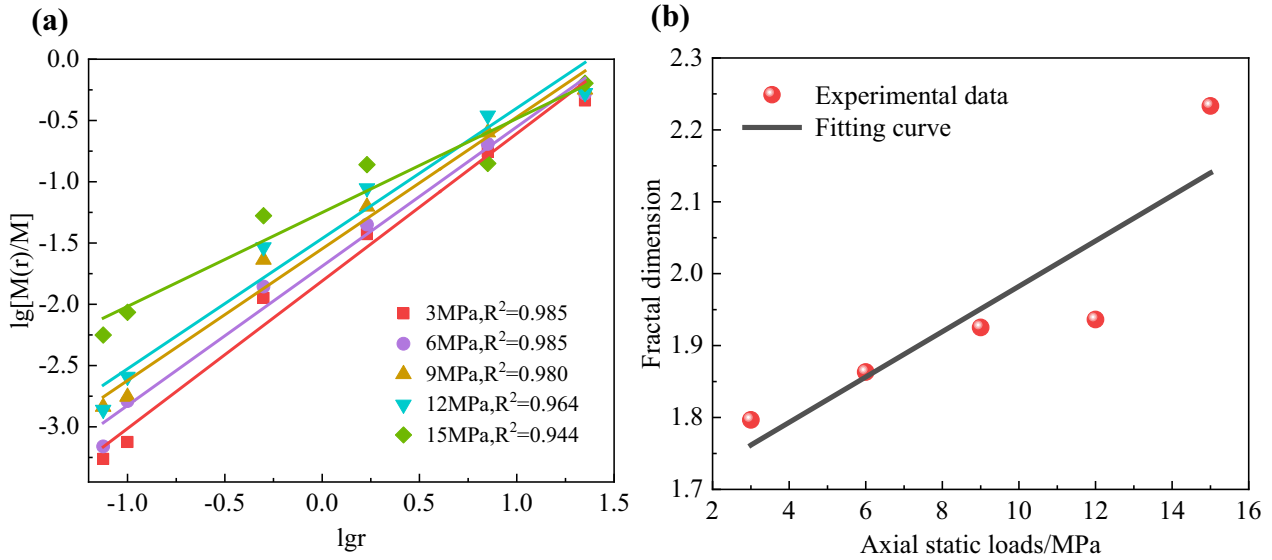 (a)
lg[M(r)/M]
0.0
-0.5
-1.0
-1.5
-2.0
-2.5
-3.0
3MPa,R²=0.985
6MPa,R²=0.985
9MPa,R²=0.980
12MPa,R²=0.964
15MPa,R²=0.944
-1.0 -0.5 0.0 0.5 1.0 1.5
lgr
(b)
Fractal dimension
2.3
2.2
2.1
2.0
1.9
1.8
1.7
Experimental data
Fitting curve
2 4 6 8 10 12 14 16
Axial static loads/MPa